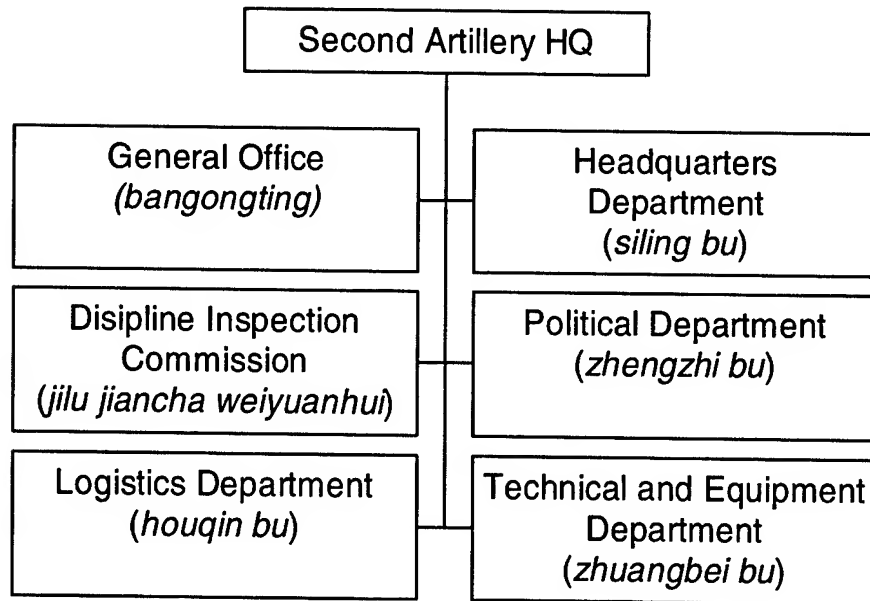 Second Artillery HQ
General Office
(bangongting)
Headquarters
Department
(siling bu)
Disipline Inspection
Commission
(jilu jiancha weiyuanhui)
Political Department
(zhengzhi bu)
Logistics Department
(houqin bu)
Technical and Equipment
Department
(zhuangbei bu)